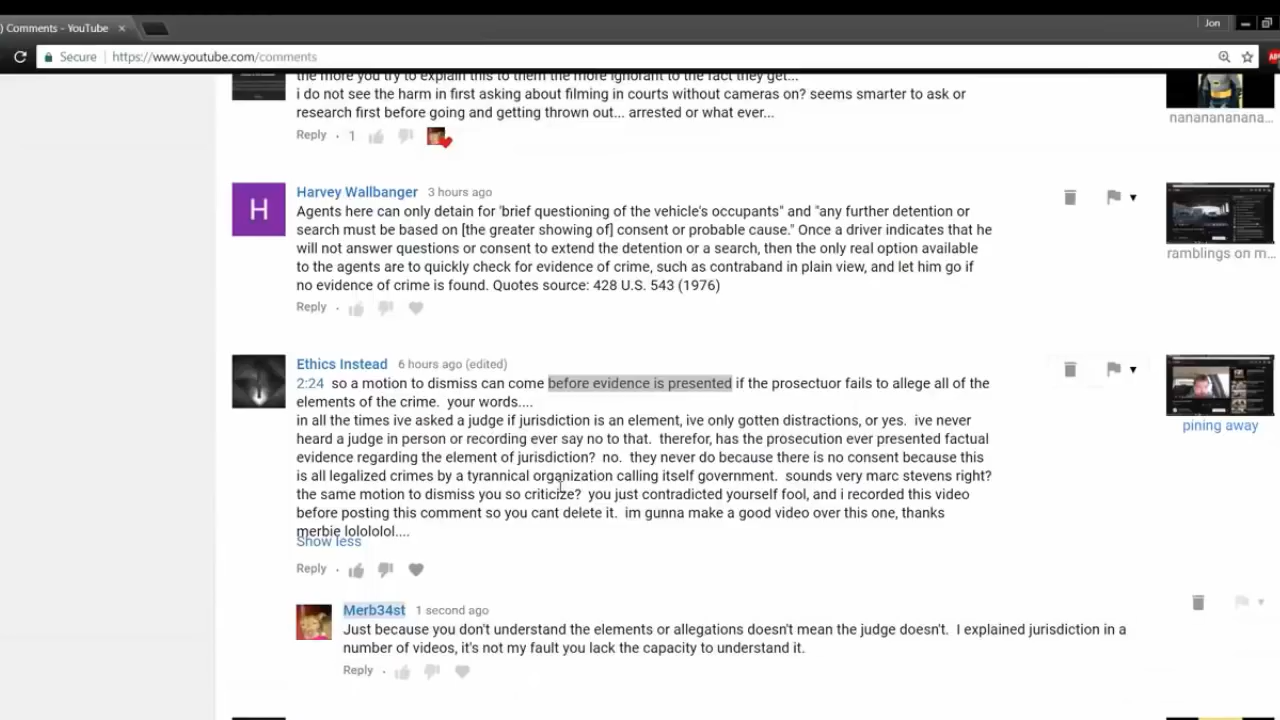 ) Comments - YouTube ×
Jon
Secure https://www.youtube.com/comments
the more you try to explain this to them the more ignorant to the fact they get...
i do not see the harm in first asking about filming in courts without cameras on? seems smarter to ask or
research first before going and getting thrown out... arrested or what ever...
Reply · 1
nanananananana...
H
Harvey Wallbanger 3 hours ago
Agents here can only detain for 'brief questioning of the vehicle's occupants" and "any further detention or
search must be based on [the greater showing of] consent or probable cause." Once a driver indicates that he
will not answer questions or consent to extend the detention or a search, then the only real option available
to the agents are to quickly check for evidence of crime, such as contraband in plain view, and let him go if
no evidence of crime is found. Quotes source: 428 U.S. 543 (1976)
Reply ·
ramblings on m...
Ethics Instead 6 hours ago (edited)
2:24 so a motion to dismiss can come before evidence is presented if the prosectuor fails to allege all of the
elements of the crime. your words....
in all the times ive asked a judge if jurisdiction is an element, ive only gotten distractions, or yes. ive never
heard a judge in person or recording ever say no to that. therefor, has the prosecution ever presented factual
evidence regarding the element of jurisdiction? no. they never do because there is no consent because this
is all legalized crimes by a tyrannical organization calling itself government. sounds very marc stevens right?
the same motion to dismiss you so criticize? you just contradicted yourself fool, and i recorded this video
before posting this comment so you cant delete it. im gunna make a good video over this one, thanks
merbie lolololol....
Show less
Reply ·
pining away
Merb34st 1 second ago
Just because you don't understand the elements or allegations doesn't mean the judge doesn't. I explained jurisdiction in a
number of videos, it's not my fault you lack the capacity to understand it.
Reply ·